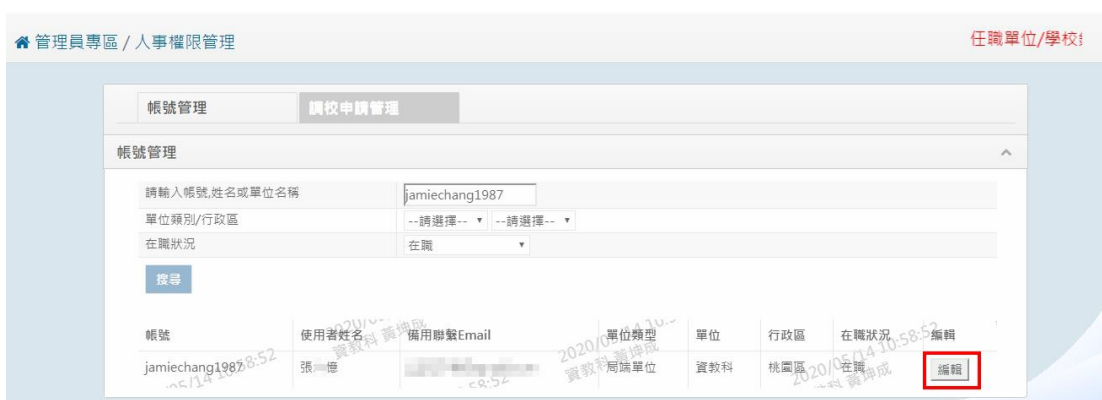 管理員專區 / 人事權限管理
任職單位/學校
帳號管理 調校申請管理
帳號管理
請輸入帳號,姓名或單位名稱 jamiechang1987
單位類別/行政區 --請選擇-- --請選擇--
在職狀況 在職
搜尋
帳號 使用者姓名 備用聯繫Email 單位類型 單位 行政區 在職狀況 編輯
jamiechang1987 張 億 局端單位 資教科 桃園區 在職 編輯